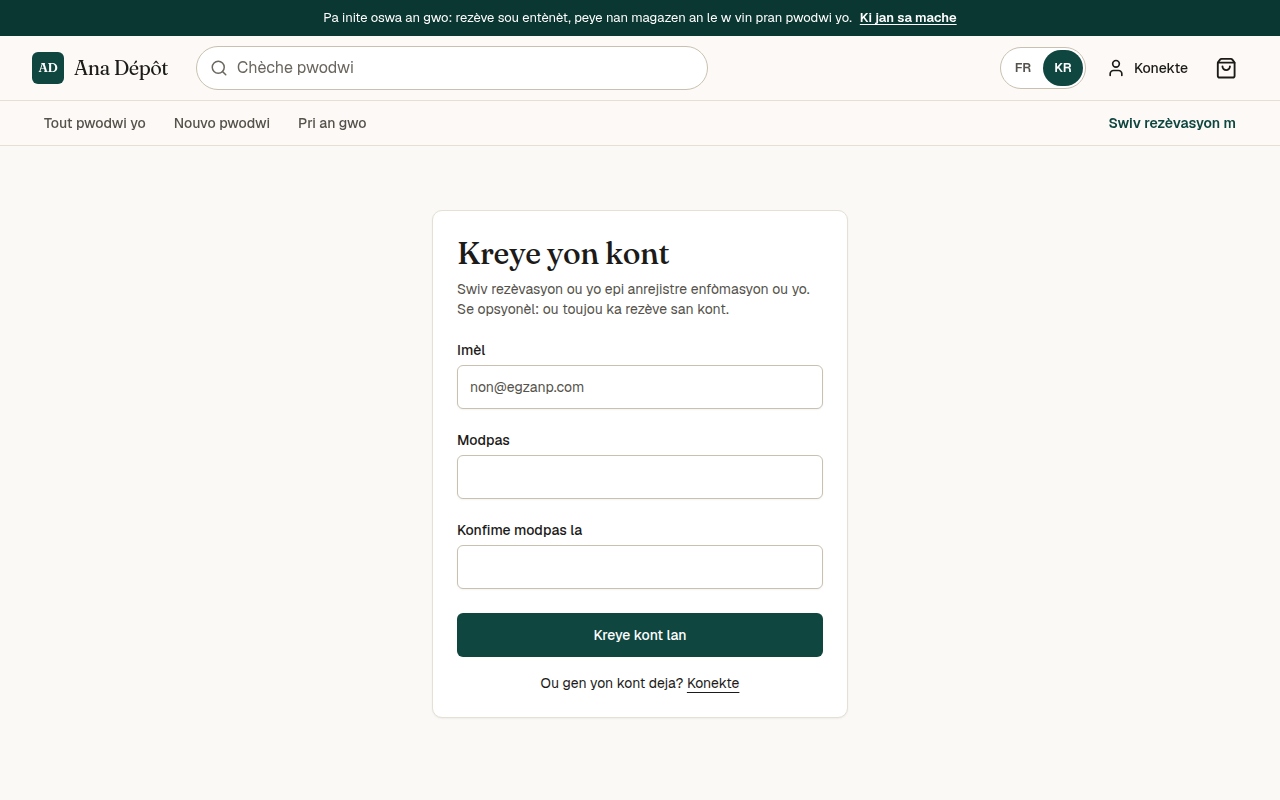 Pa inite oswa an gwo: rezève sou entènèt, peye nan magazen an le w vin pran pwodwi yo. Ki jan sa mache
AD Ana Dépôt
Chèche pwodwi
FR KR
Konekte
Tout pwodwi yo
Nouvo pwodwi
Pri an gwo
Swiv rezèvasyon m
Kreye yon kont
Swiv rezèvasyon ou yo epi anrejistre enfòmasyon ou yo.
Se opsyonèl: ou toujou ka rezève san kont.
Imèl
non@egzanp.com
Modpas
Konfime modpas la
Kreye kont lan
Ou gen yon kont deja? Konekte